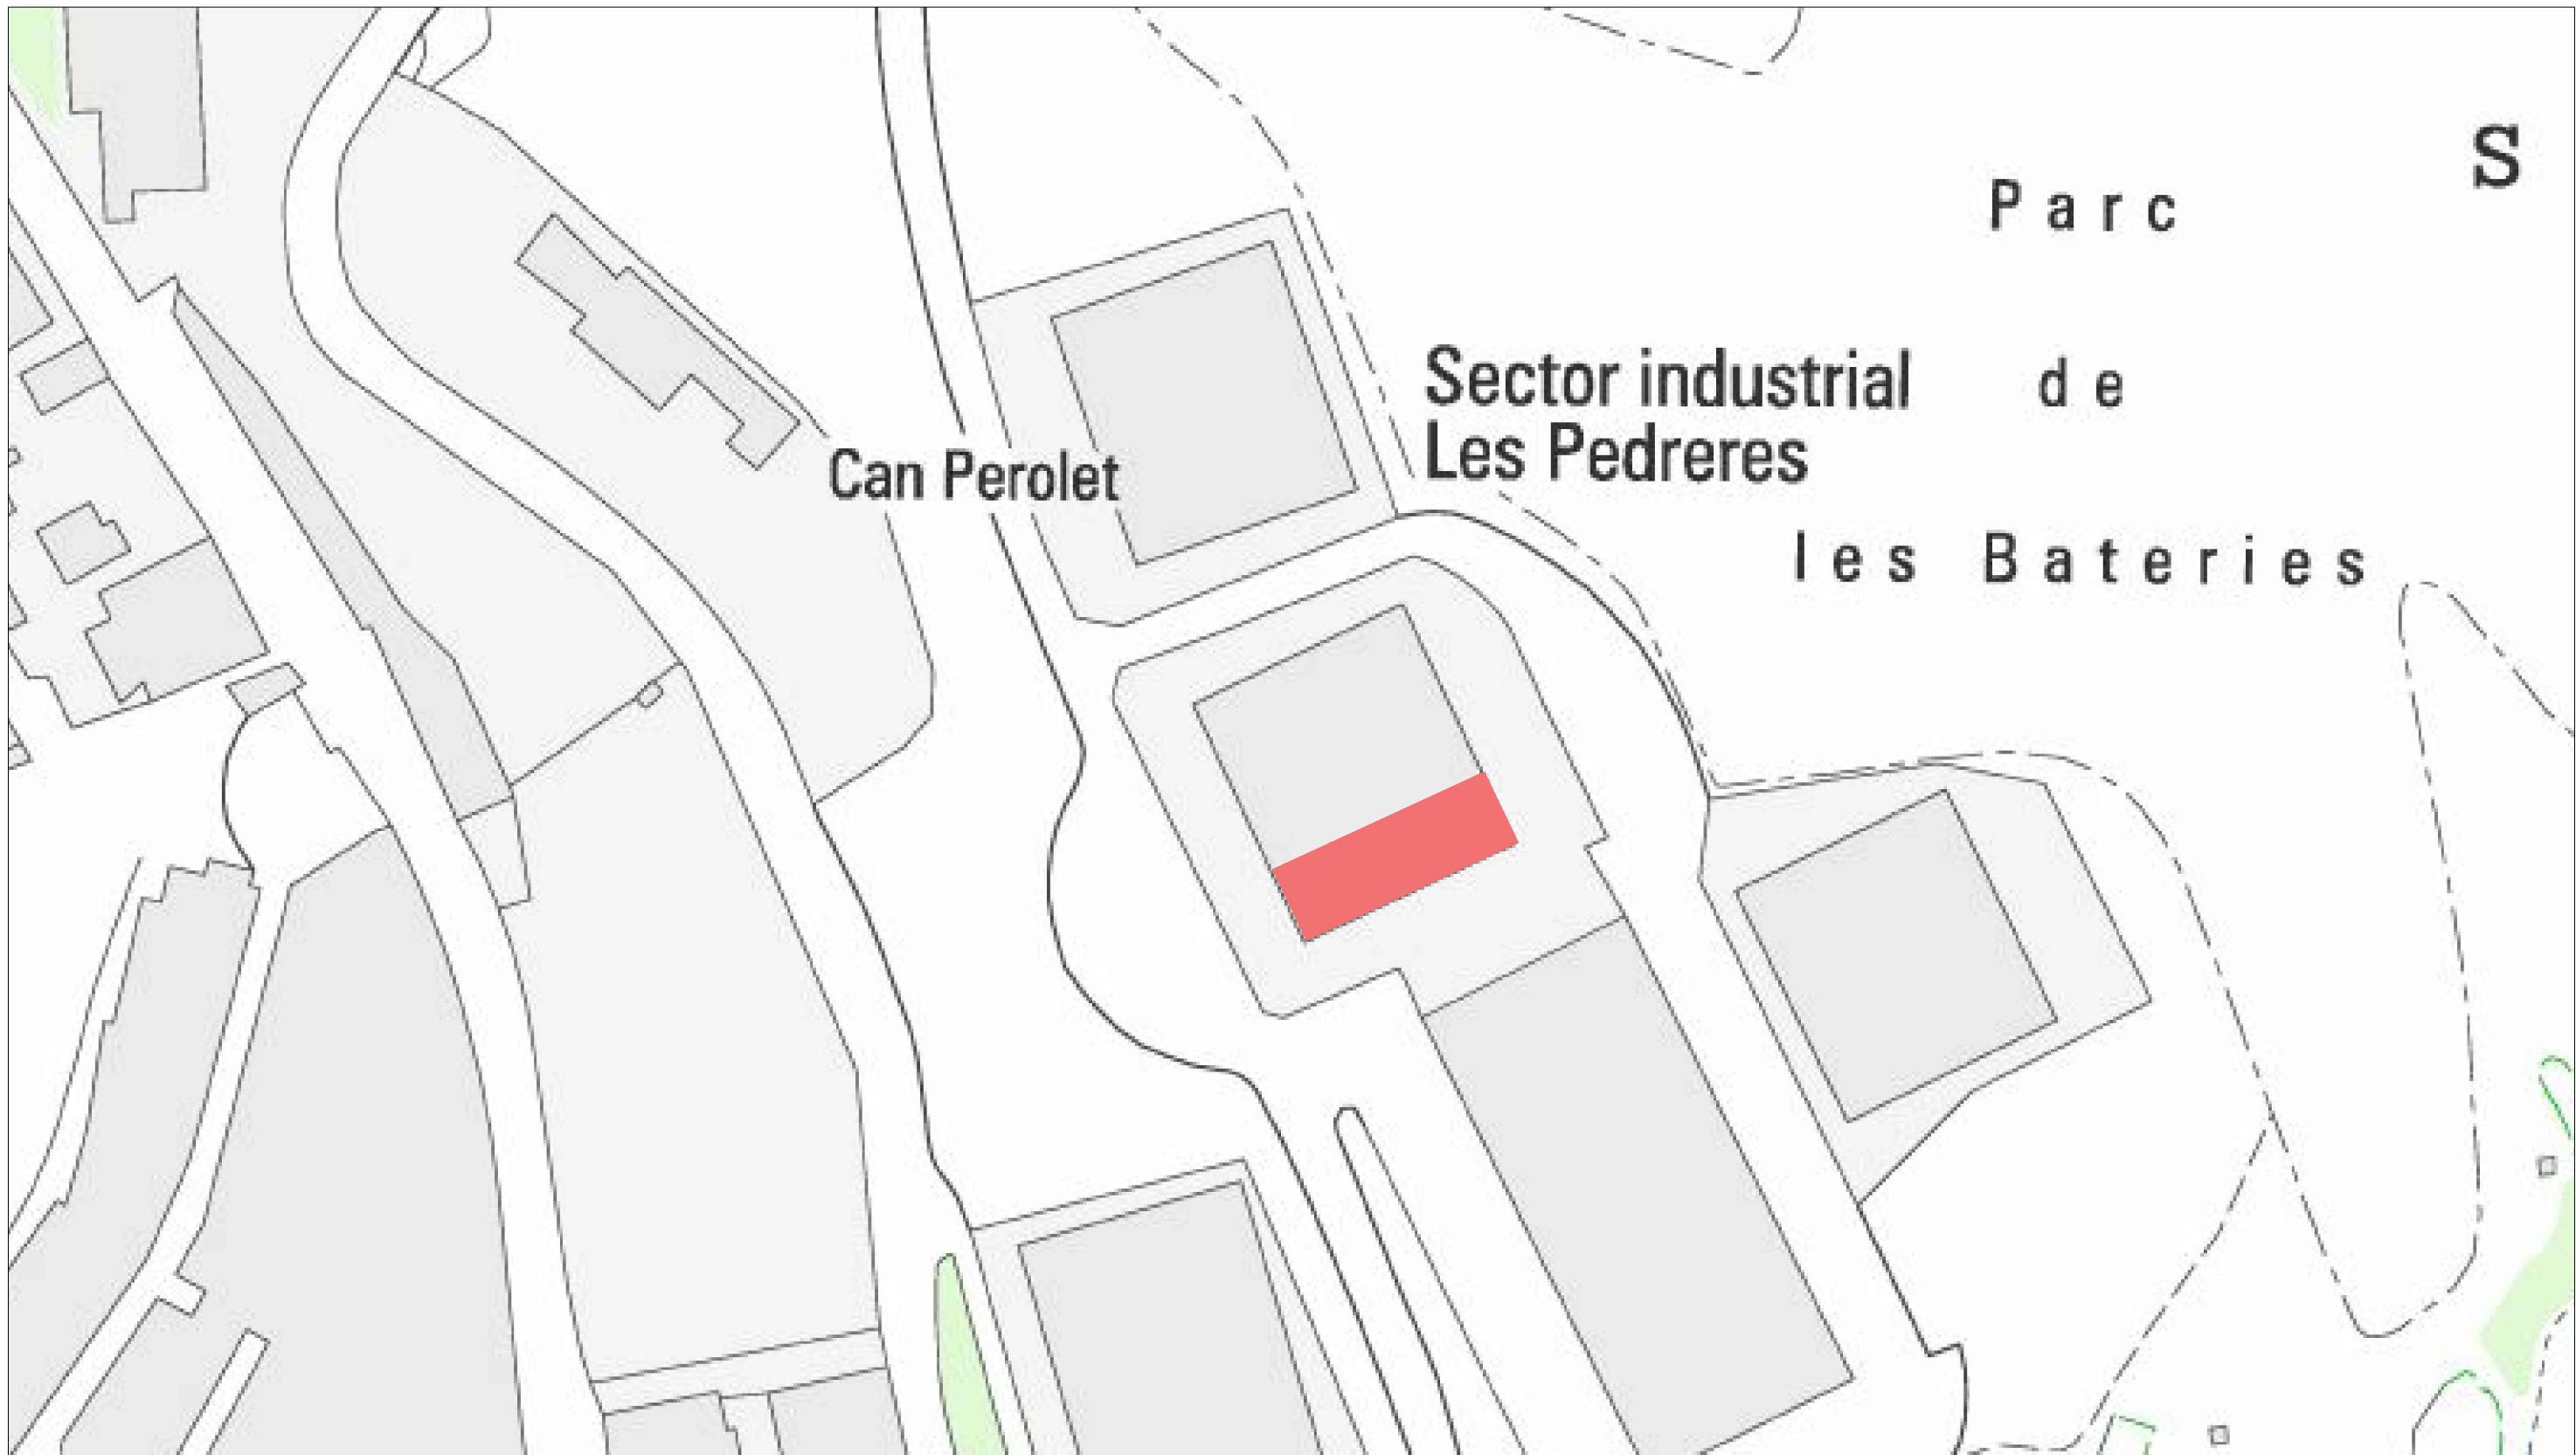 S
Parc
Sector industrial
Les Pedreres
de
Can Perolet
les Bateries